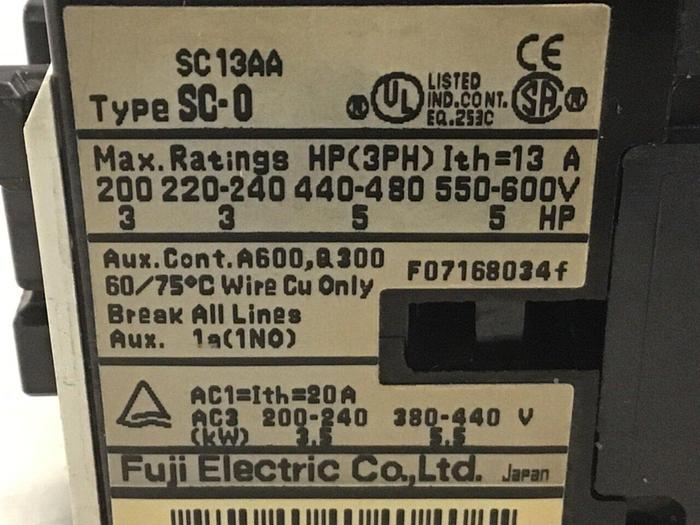 CE
SC13AA
Type SC-0
® UL LISTED IND.CONT. EQ.253C SA ®
Max.Ratings HP(3PH) Ith=13 A
200 220-240 440-480 550-600V
3 3 5 5 HP
Aux.Cont.A600,Q300
F07168034f
60/75°C Wire Cu Only
Break All Lines
Aux. 1a(1NO)
AC1=Ith=20A
AC3 200-240 380-440 V
(kW) 3.5 5.5
Fuji Electric Co.,Ltd. Japan